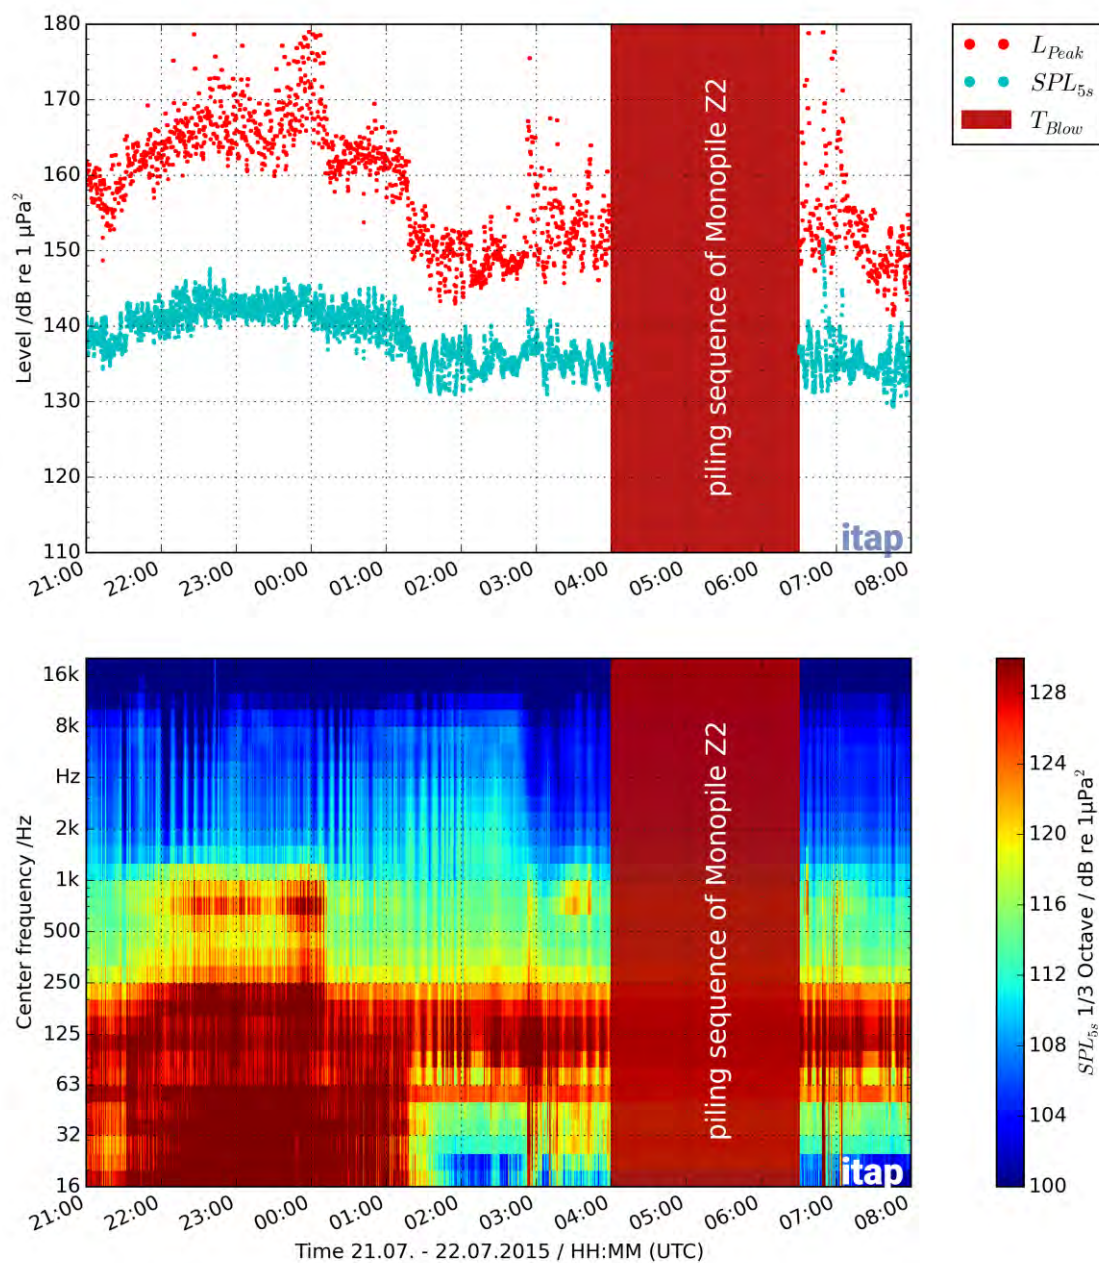 180
170
160
150
140
130
120
110
Level /dB re 1 µPa²
piling sequence of Monopile Z2
itap
21:00 22:00 23:00 00:00 01:00 02:00 03:00 04:00 05:00 06:00 07:00 08:00
L_Peak
SPL_5s
T_Blow
16k
8k
Hz
2k
1k
500
250
125
63
32
16
Center frequency /Hz
piling sequence of Monopile Z2
itap
21:00 22:00 23:00 00:00 01:00 02:00 03:00 04:00 05:00 06:00 07:00 08:00
Time 21.07. - 22.07.2015 / HH:MM (UTC)
128
124
120
116
112
108
104
100
SPL_5s 1/3 Octave / dB re 1µPa²